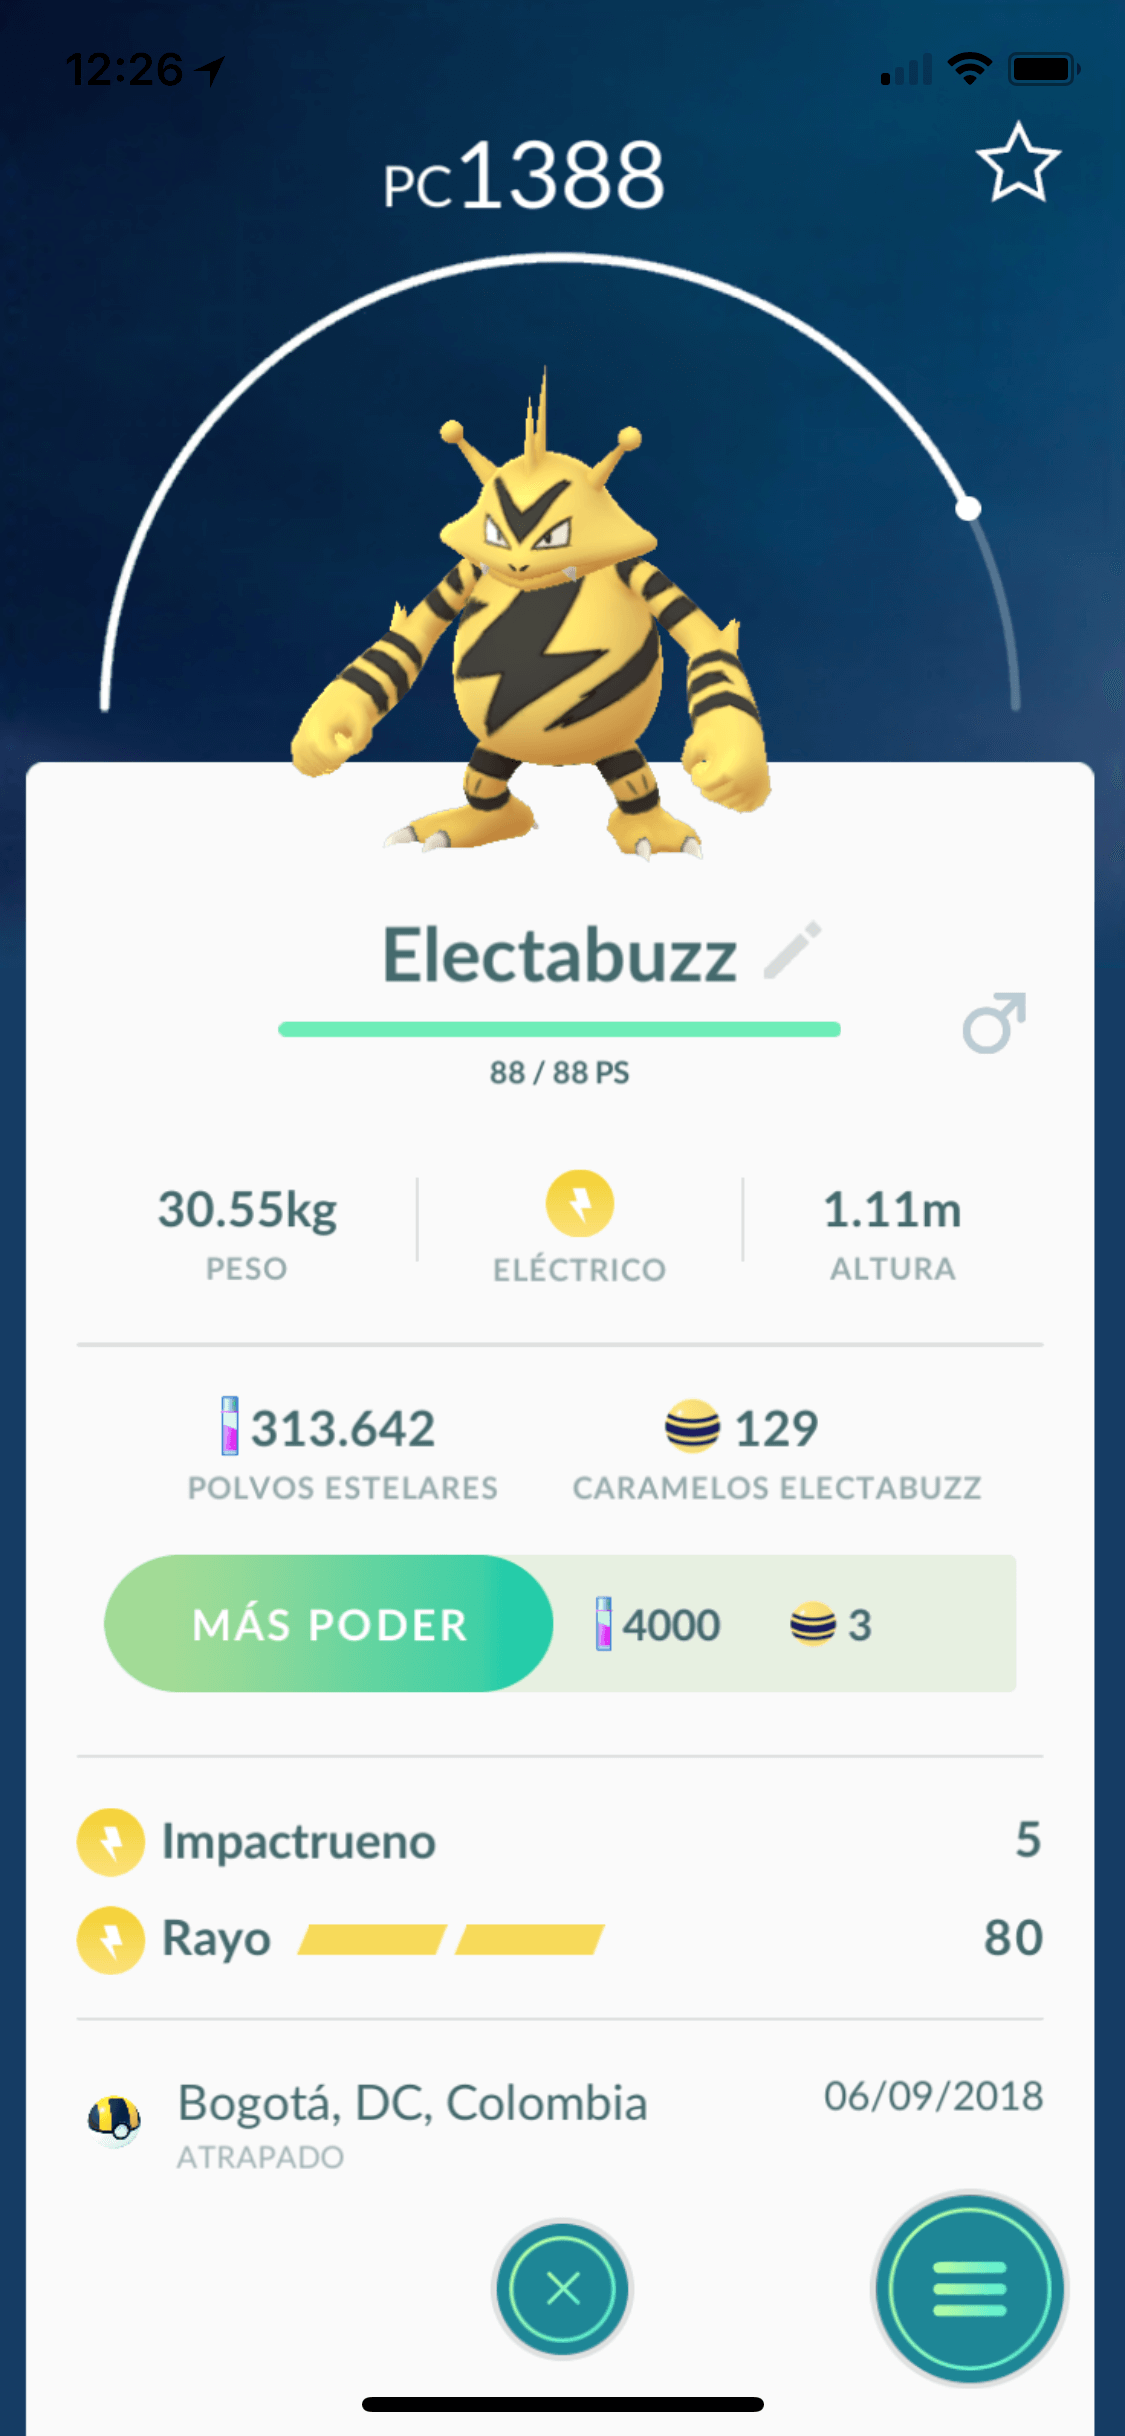 12:26
PC1388
Electabuzz
88 / 88 PS
30.55kg
PESO
ELÉCTRICO
1.11m
ALTURA
313.642
POLVOS ESTELARES
129
CARAMELOS ELECTABUZZ
MÁS PODER 4000 3
Impactrueno 5
Rayo 80
Bogotá, DC, Colombia 06/09/2018
ATRAPADO